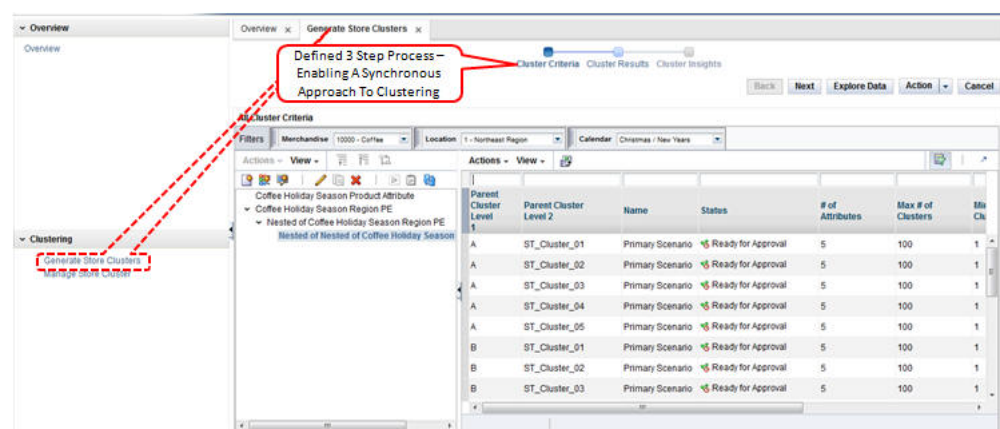 Overview
Overview
Clustering
Generate Store Clusters
Manage Store Cluster
Overview x Generate Store Clusters x
Defined 3 Step Process –
Enabling A Synchronous
Approach To Clustering
Cluster Criteria Cluster Results Cluster Insights
Back Next Explore Data Action Cancel
All Cluster Criteria
Filters Merchandise 10000 - Coffee Location 1 - Northeast Region Calendar Christmas / New Years
Actions View
Coffee Holiday Season Product Attribute
Coffee Holiday Season Region PE
Nested of Coffee Holiday Season Region PE
Nested of Nested of Coffee Holiday Season
Actions View
Parent Cluster Level 1 Parent Cluster Level 2 Name Status # of Attributes Max # of Clusters
A ST_Cluster_01 Primary Scenario Ready for Approval 5 100 1
A ST_Cluster_02 Primary Scenario Ready for Approval 5 100 1
A ST_Cluster_03 Primary Scenario Ready for Approval 5 100 1
A ST_Cluster_04 Primary Scenario Ready for Approval 5 100 1
A ST_Cluster_05 Primary Scenario Ready for Approval 5 100 1
B ST_Cluster_01 Primary Scenario Ready for Approval 5 100 1
B ST_Cluster_02 Primary Scenario Ready for Approval 5 100 1
B ST_Cluster_03 Primary Scenario Ready for Approval 5 100 1